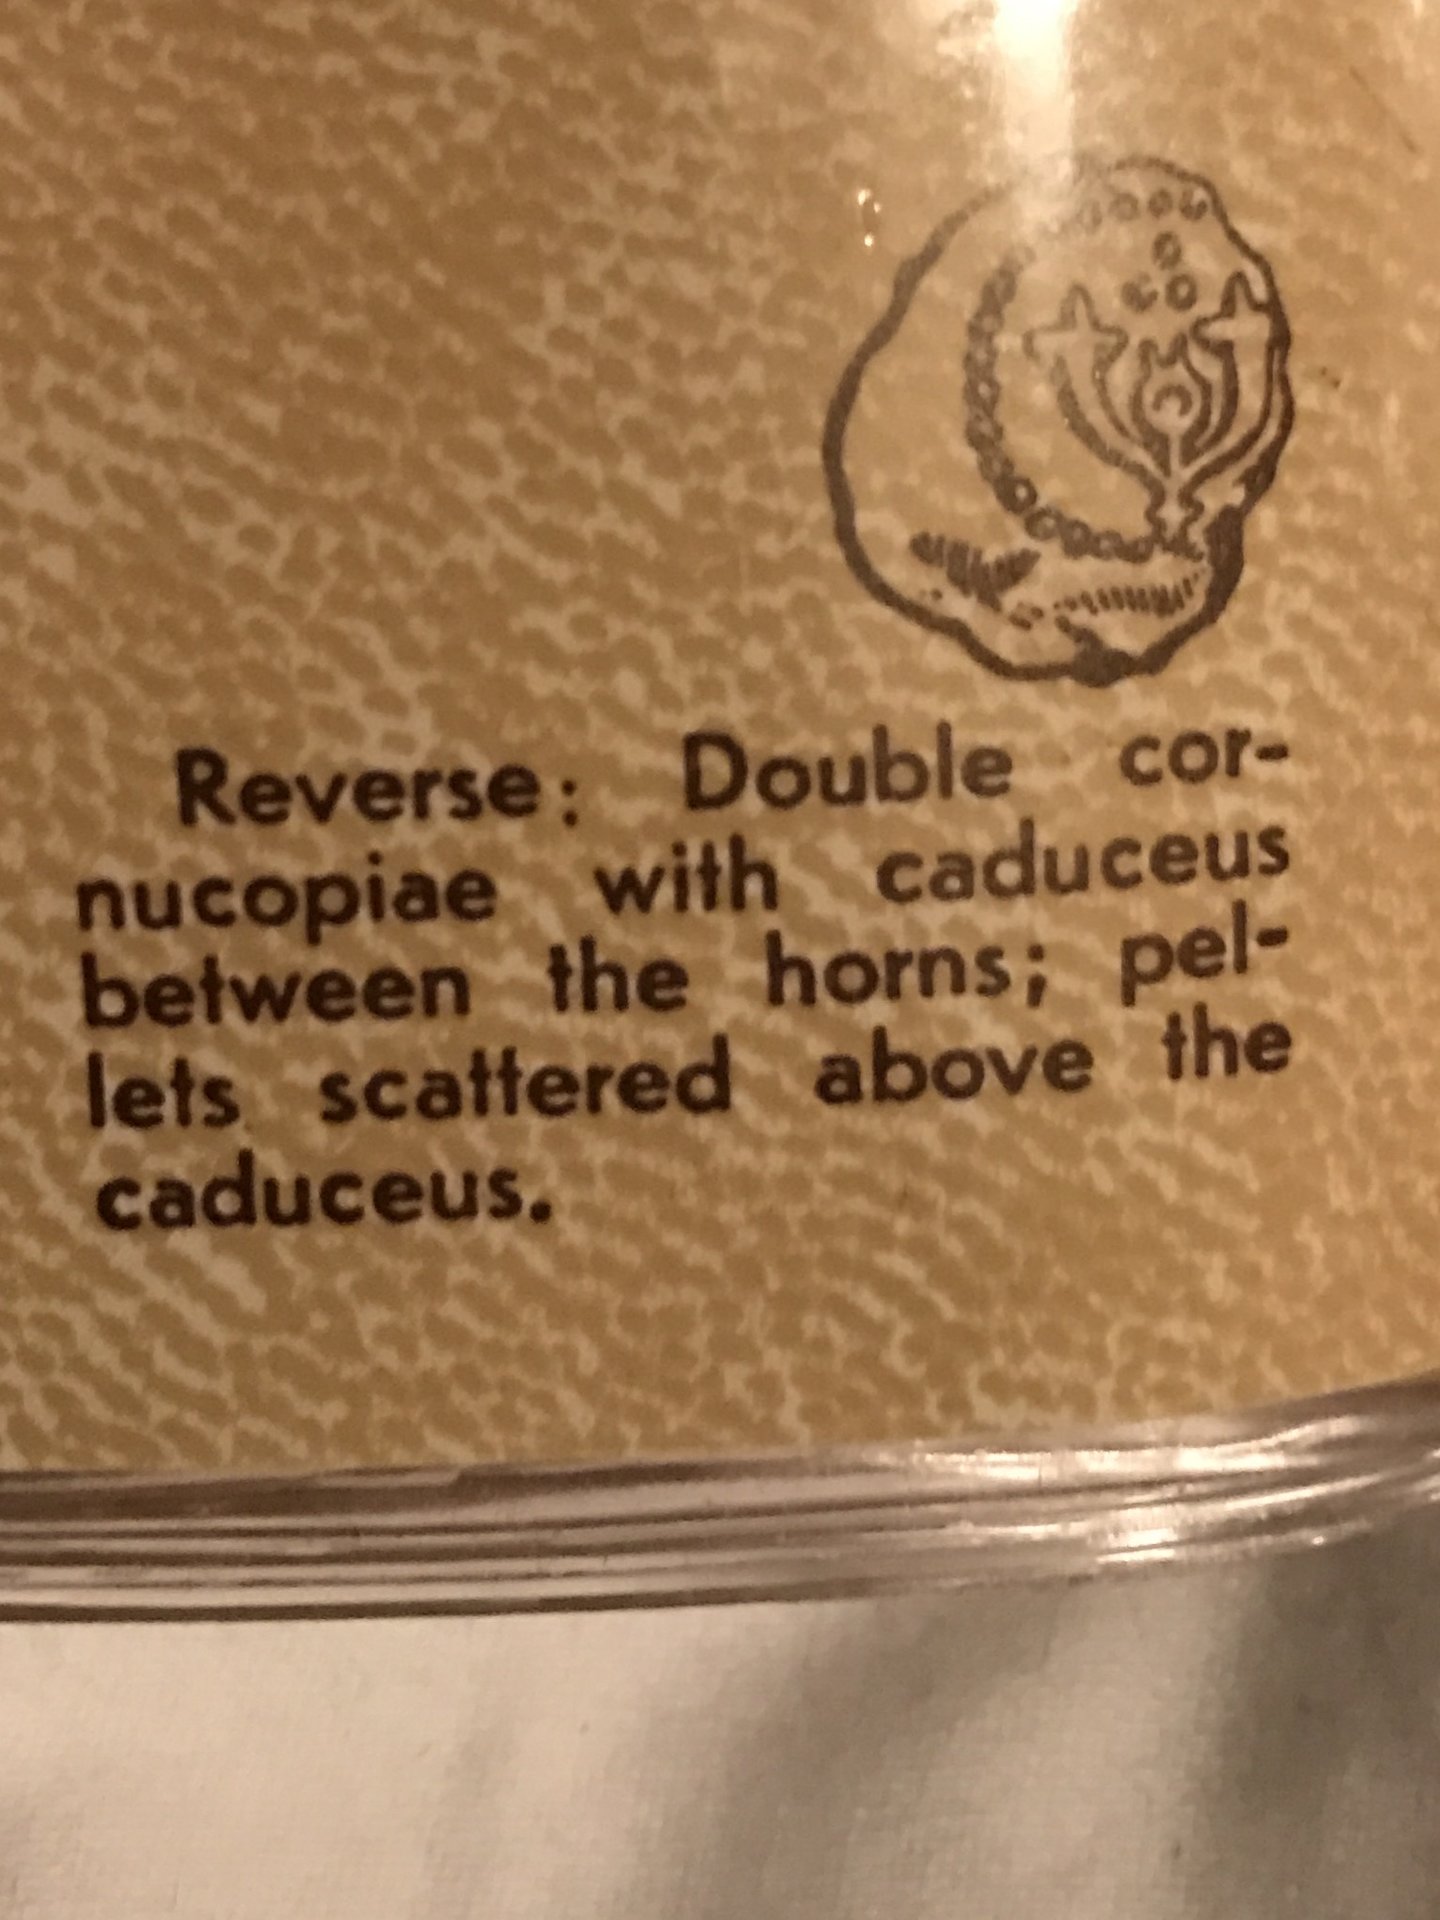 Reverse: Double cor-
nucopiae with caduceus
between the horns; pel-
lets scattered above the
caduceus.